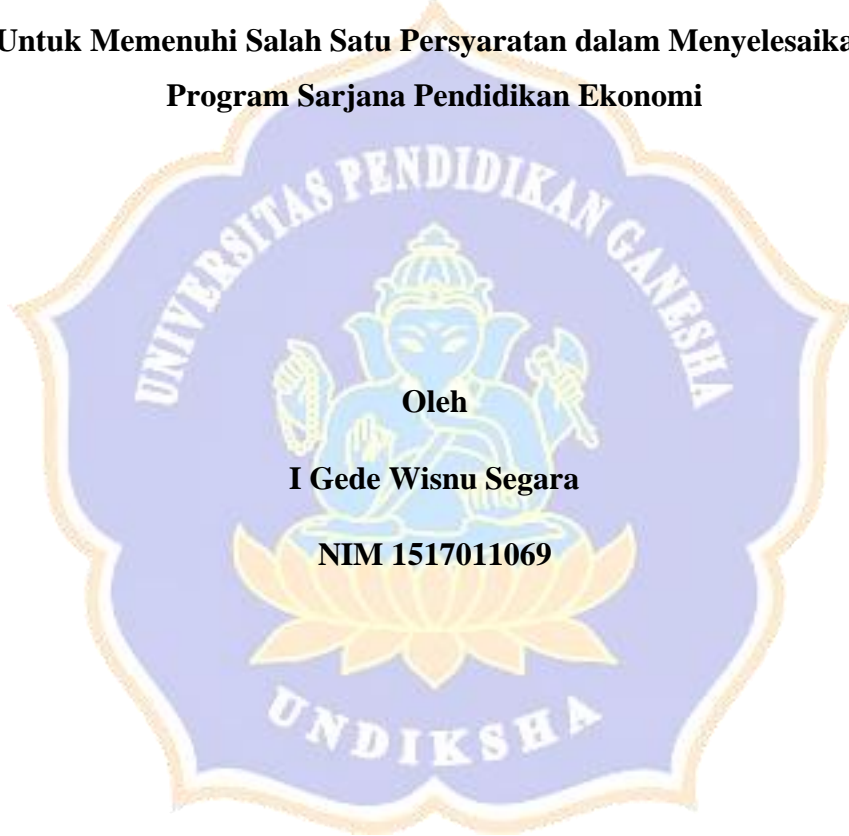 Untuk Memenuhi Salah Satu Persyaratan dalam Menyelesaika
Program Sarjana Pendidikan Ekonomi
UNIVERSITAS PENDIDIKAN GANESHA
Oleh
I Gede Wisnu Segara
NIM 1517011069
UNDIKSHA